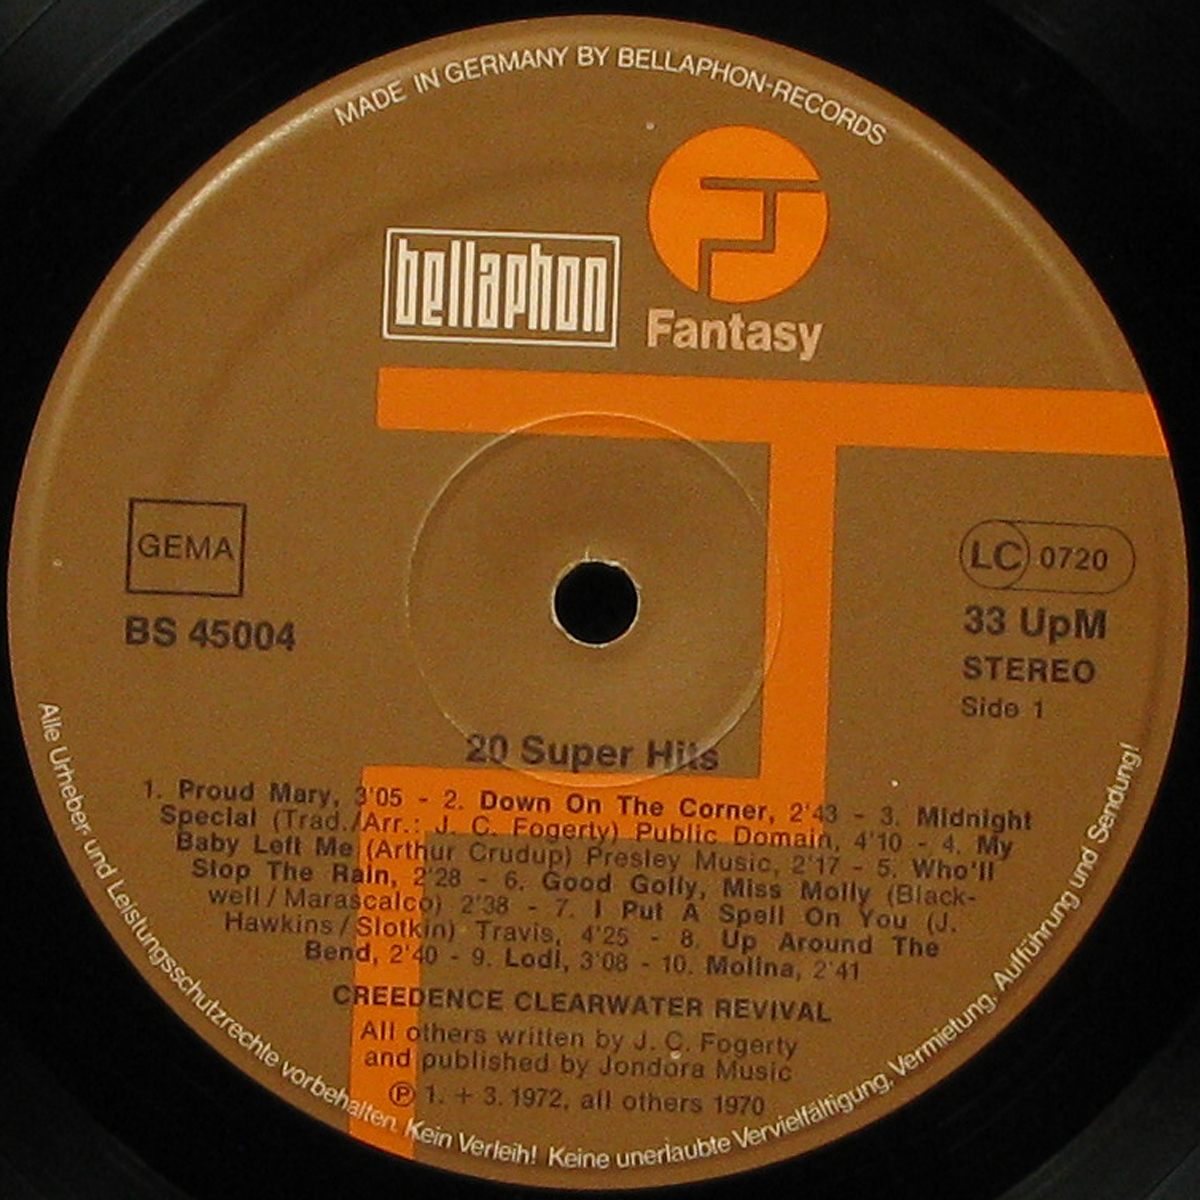 MADE IN GERMANY BY BELLAPHON-RECORDS
bellaphon
Fantasy
GEMA
BS 45004
LC 0720
33 UpM
STEREO
Side 1
20 Super Hits
1. Proud Mary, 3'05 - 2. Down On The Corner, 2'43 - 3. Midnight
Special (Trad./Arr.: J. C. Fogerty) Public Domain, 4'10 - 4. My
Baby Left Me (Arthur Crudup) Presley Music, 2'17 - 5. Who'll
Stop The Rain, 2'28 - 6. Good Golly, Miss Molly (Black-
well/Marascalco) 2'38 - 7. I Put A Spell On You (J.
Hawkins/Slotkin) Travis, 4'25 - 8. Up Around The
Bend, 2'40 - 9. Lodi, 3'08 - 10. Molina, 2'41
CREEDENCE CLEARWATER REVIVAL
All others written by J. C. Fogerty
and published by Jondora Music
Ⓟ 1. + 3. 1972, all others 1970
Alle Urheber- und Leistungsschutzrechte vorbehalten. Kein Verleih! Keine unerlaubte Vervielfältigung, Vermietung, Aufführung und Sendung!